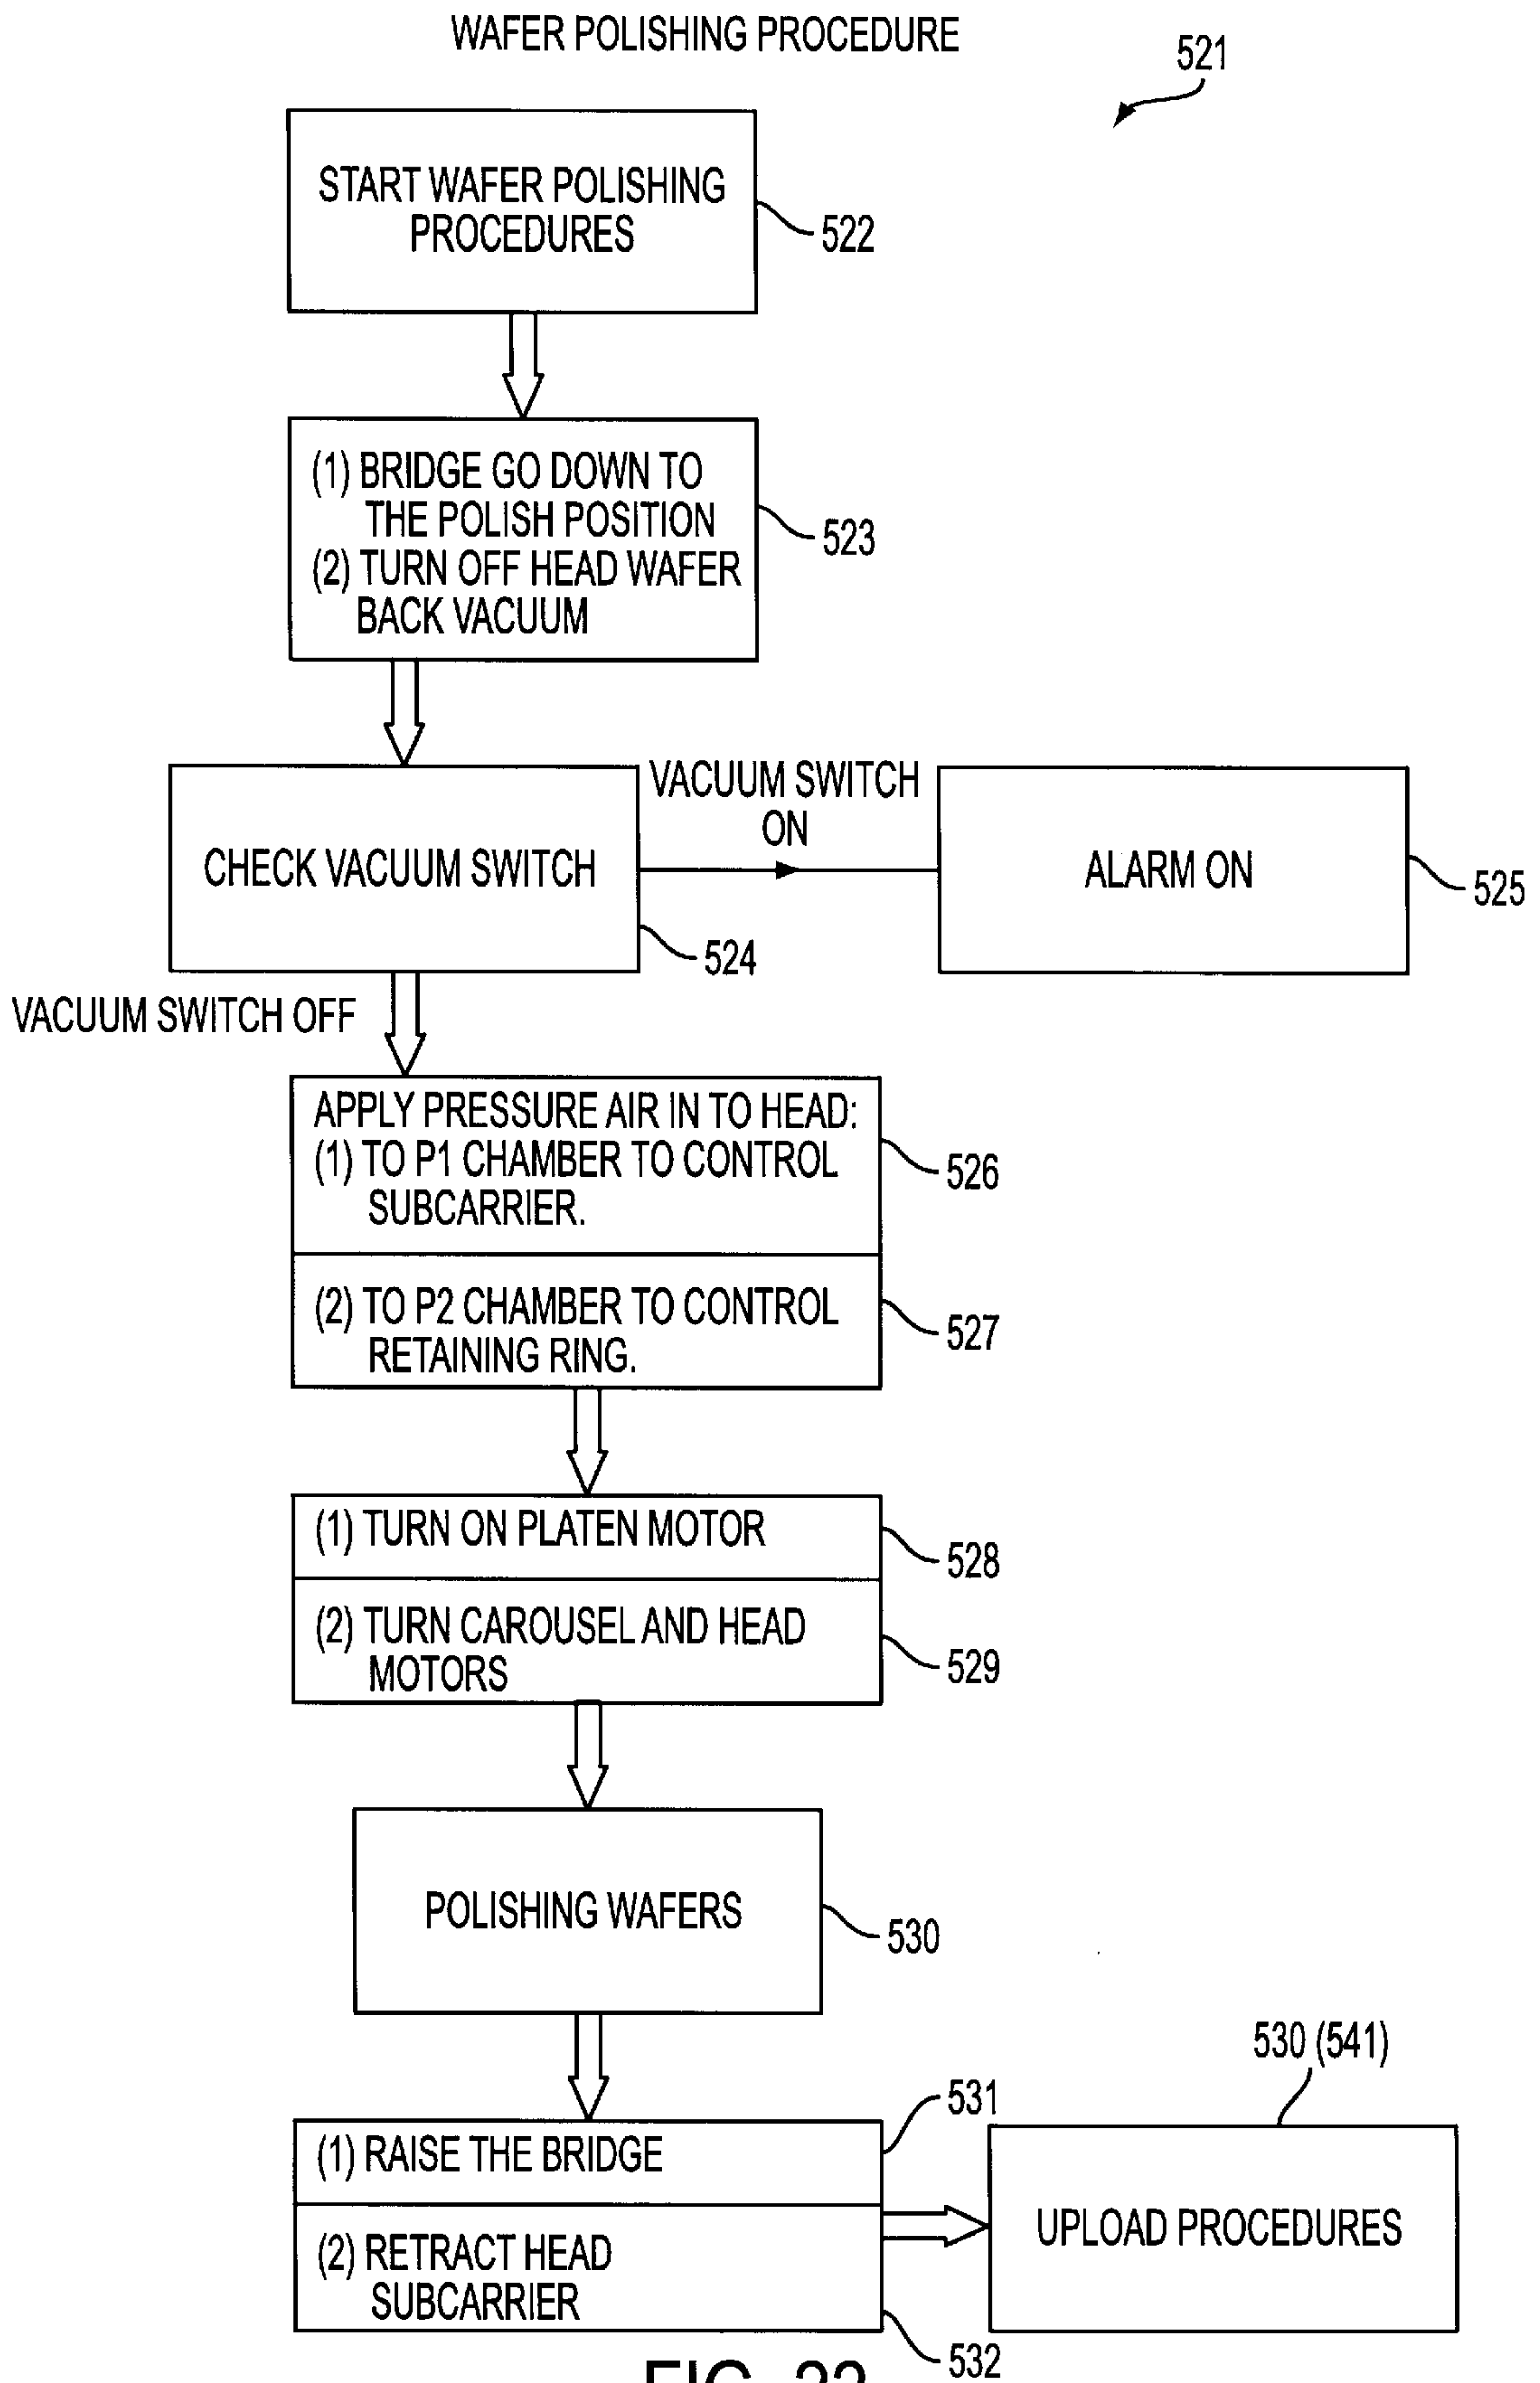 WAFER POLISHING PROCEDURE
521
START WAFER POLISHING
PROCEDURES
522
(1) BRIDGE GO DOWN TO
THE POLISH POSITION
(2) TURN OFF HEAD WAFER
BACK VACUUM
523
VACUUM SWITCH
ON
CHECK VACUUM SWITCH
524
ALARM ON
525
VACUUM SWITCH OFF
APPLY PRESSURE AIR IN TO HEAD:
(1) TO P1 CHAMBER TO CONTROL
SUBCARRIER.
526
(2) TO P2 CHAMBER TO CONTROL
RETAINING RING.
527
(1) TURN ON PLATEN MOTOR
528
(2) TURN CAROUSEL AND HEAD
MOTORS
529
POLISHING WAFERS
530
530 (541)
531
(1) RAISE THE BRIDGE
(2) RETRACT HEAD
SUBCARRIER
532
UPLOAD PROCEDURES
FIG.